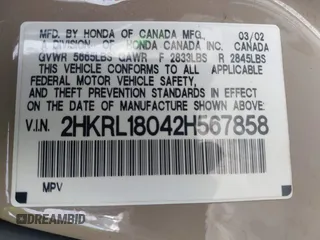 MFD. BY HONDA OF CANADA MFG., 03/02
A DIVISION OF HONDA CANADA INC. CANADA
GVWR 5665LBS GAWR F 2833LBS R 2845LBS
THIS VEHICLE CONFORMS TO ALL APPLICABLE
FEDERAL MOTOR VEHICLE SAFETY,
AND THEFT PREVENTION STANDARDS IN EFFECT ON THE
DATE OF MANUFACTURE SHOWN ABOVE.
V.I.N. 2HKRL18042H567858
MPV
DREAMBID